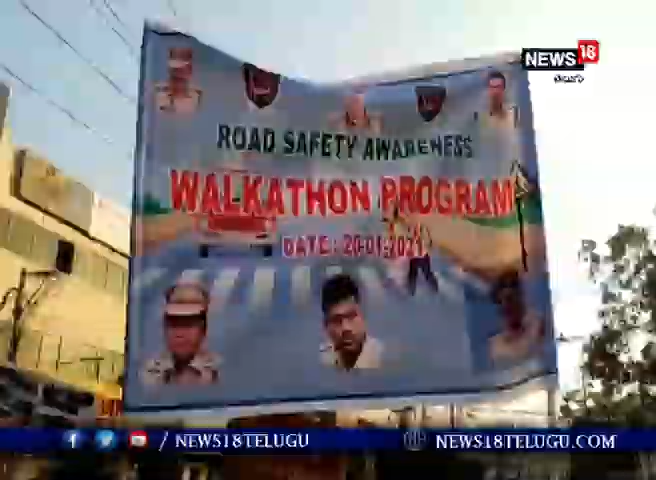 NEWS 18
తెలుగు
ROAD SAFETY AWARENESS
WALKATHON PROGRAM
DATE : 20-01-2021
/ NEWS18TELUGU
NEWS18TELUGU.COM